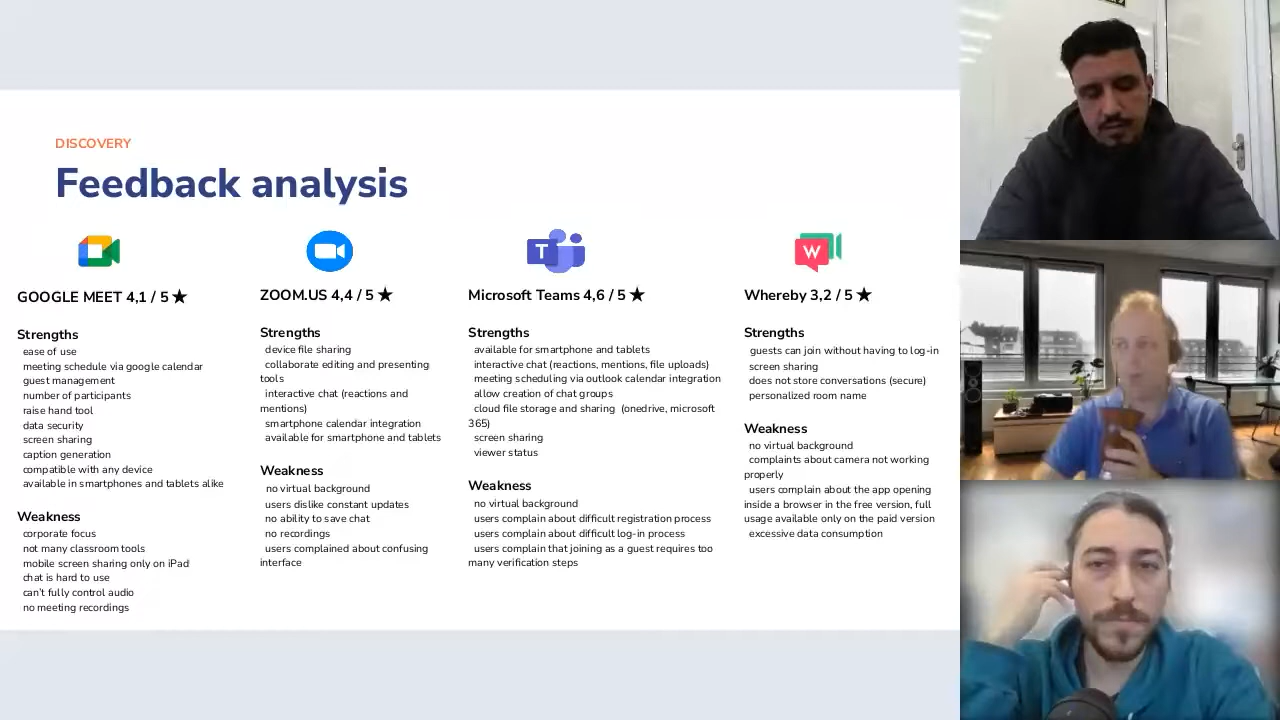 DISCOVERY
Feedback analysis
GOOGLE MEET 4,1 / 5 ★
Strengths
ease of use
meeting schedule via google calendar
guest management
number of participants
raise hand tool
data security
screen sharing
caption generation
compatible with any device
available in smartphones and tablets alike
Weakness
corporate focus
not many classroom tools
mobile screen sharing only on iPad
chat is hard to use
can't fully control audio
no meeting recordings
ZOOM.US 4,4 / 5 ★
Strengths
device file sharing
collaborate editing and presenting
tools
interactive chat (reactions and
mentions)
smartphone calendar integration
available for smartphone and tablets
Weakness
no virtual background
users dislike constant updates
no ability to save chat
no recordings
users complained about confusing
interface
T
Microsoft Teams 4,6 / 5 ★
Strengths
available for smartphone and tablets
interactive chat (reactions, mentions, file uploads)
meeting scheduling via outlook calendar integration
allow creation of chat groups
cloud file storage and sharing (onedrive, microsoft
365)
screen sharing
viewer status
Weakness
no virtual background
users complain about difficult registration process
users complain about difficult log-in process
users complain that joining as a guest requires too
many verification steps
W
Whereby 3,2 / 5 ★
Strengths
guests can join without having to log-in
screen sharing
does not store conversations (secure)
personalized room name
Weakness
no virtual background
complaints about camera not working
properly
users complain about the app opening
inside a browser in the free version, full
usage available only on the paid version
excessive data consumption